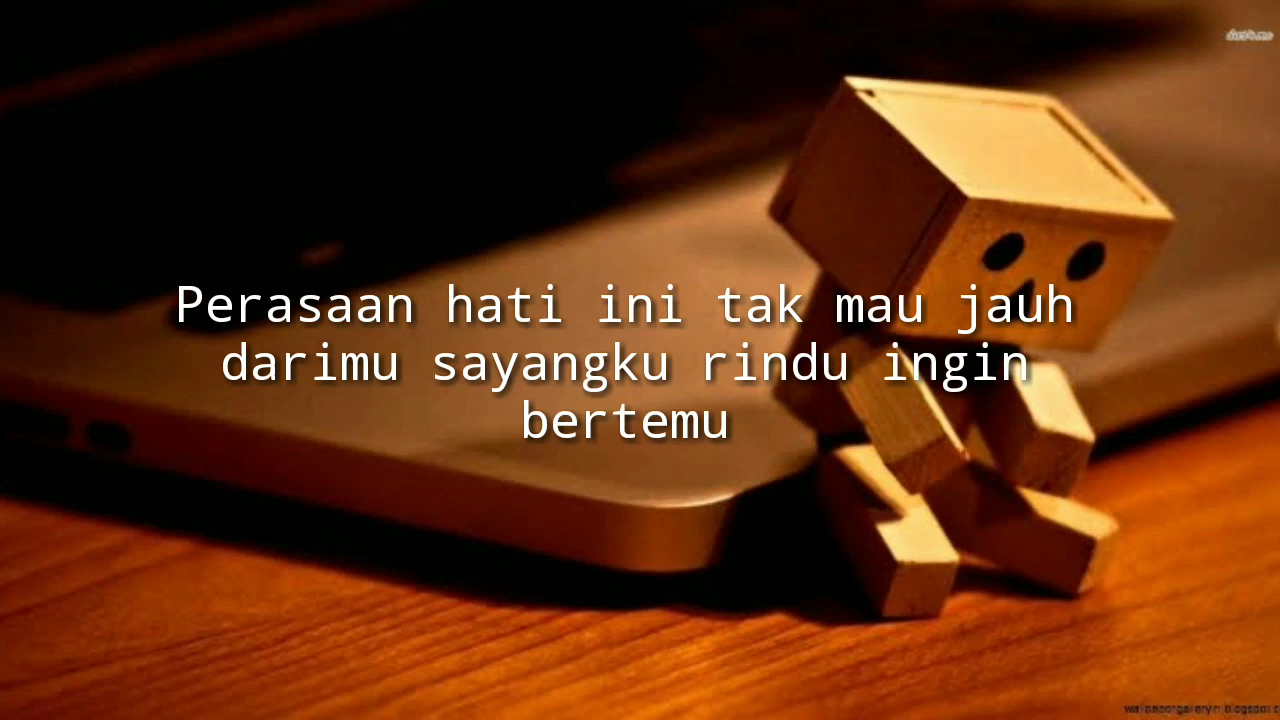 Perasaan hati ini tak mau jauh
darimu sayangku rindu ingin
bertemu